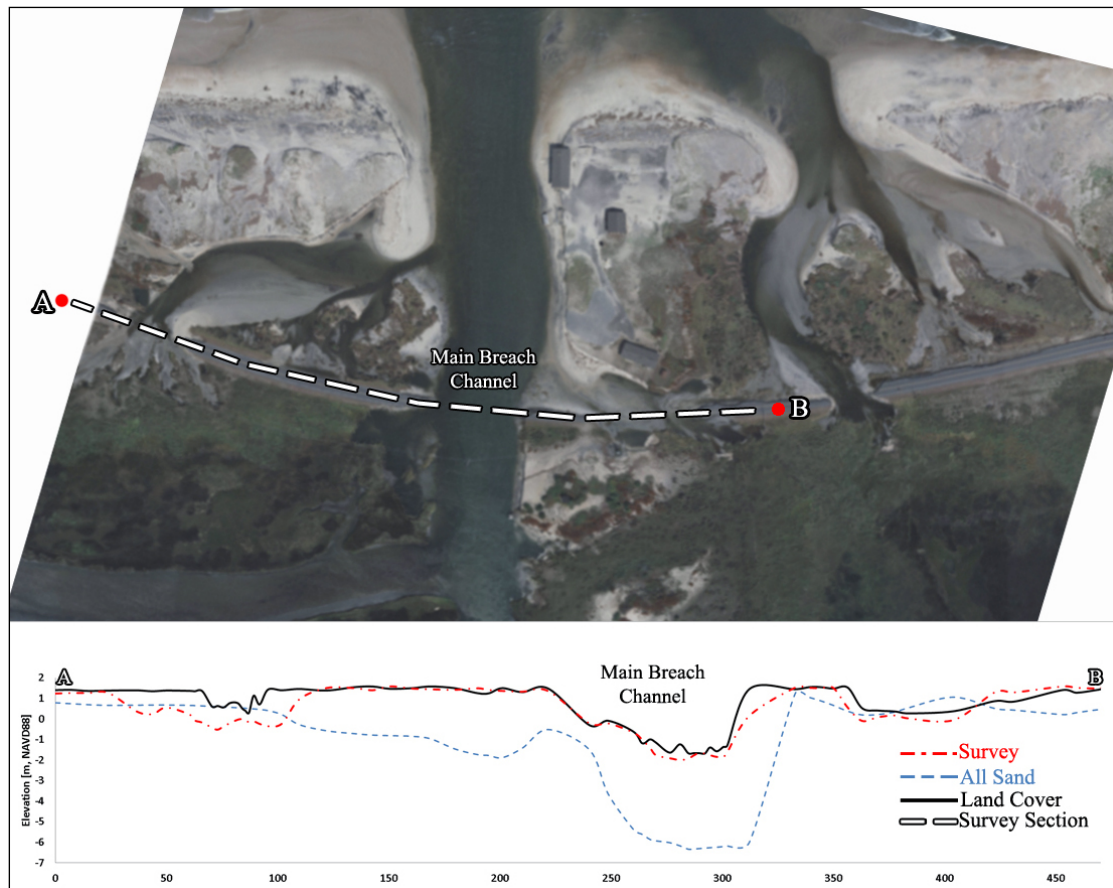 A
Main Breach
Channel
B
A
Main Breach
Channel
B
Elevation [m, NAVD88]
2
1
0
-1
-2
-3
-4
-5
-6
-7
Survey
All Sand
Land Cover
Survey Section
0 50 100 150 200 250 300 350 400 450